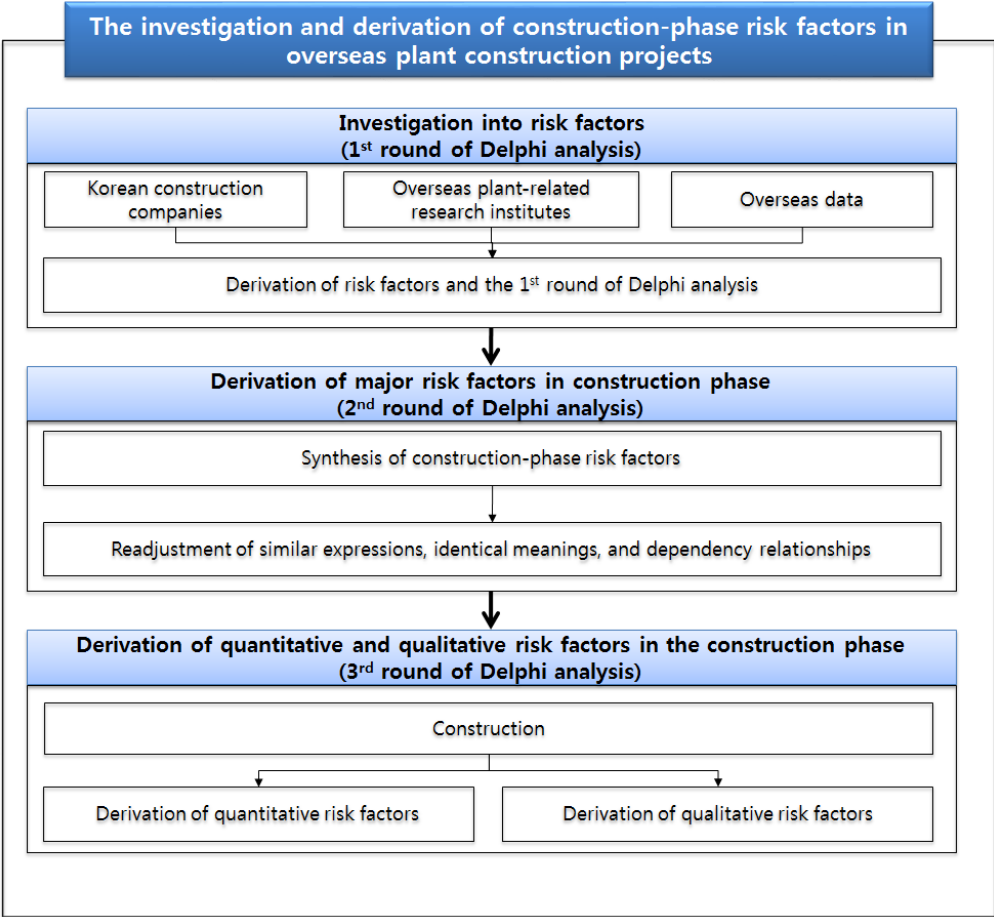 The investigation and derivation of construction-phase risk factors in
overseas plant construction projects
Investigation into risk factors
(1st round of Delphi analysis)
Korean construction
companies
Overseas plant-related
research institutes
Overseas data
Derivation of risk factors and the 1st round of Delphi analysis
Derivation of major risk factors in construction phase
(2nd round of Delphi analysis)
Synthesis of construction-phase risk factors
Readjustment of similar expressions, identical meanings, and dependency relationships
Derivation of quantitative and qualitative risk factors in the construction phase
(3rd round of Delphi analysis)
Construction
Derivation of quantitative risk factors
Derivation of qualitative risk factors